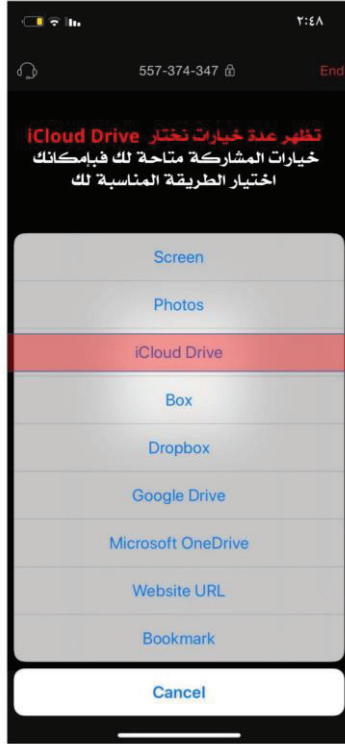 ٢:٤٨
557-374-347
End
تظهر عدة خيارات نختار iCloud Drive
خيارات المشاركة متاحة لك فبإمكانك
اختيار الطريقة المناسبة لك
Screen
Photos
iCloud Drive
Box
Dropbox
Google Drive
Microsoft OneDrive
Website URL
Bookmark
Cancel